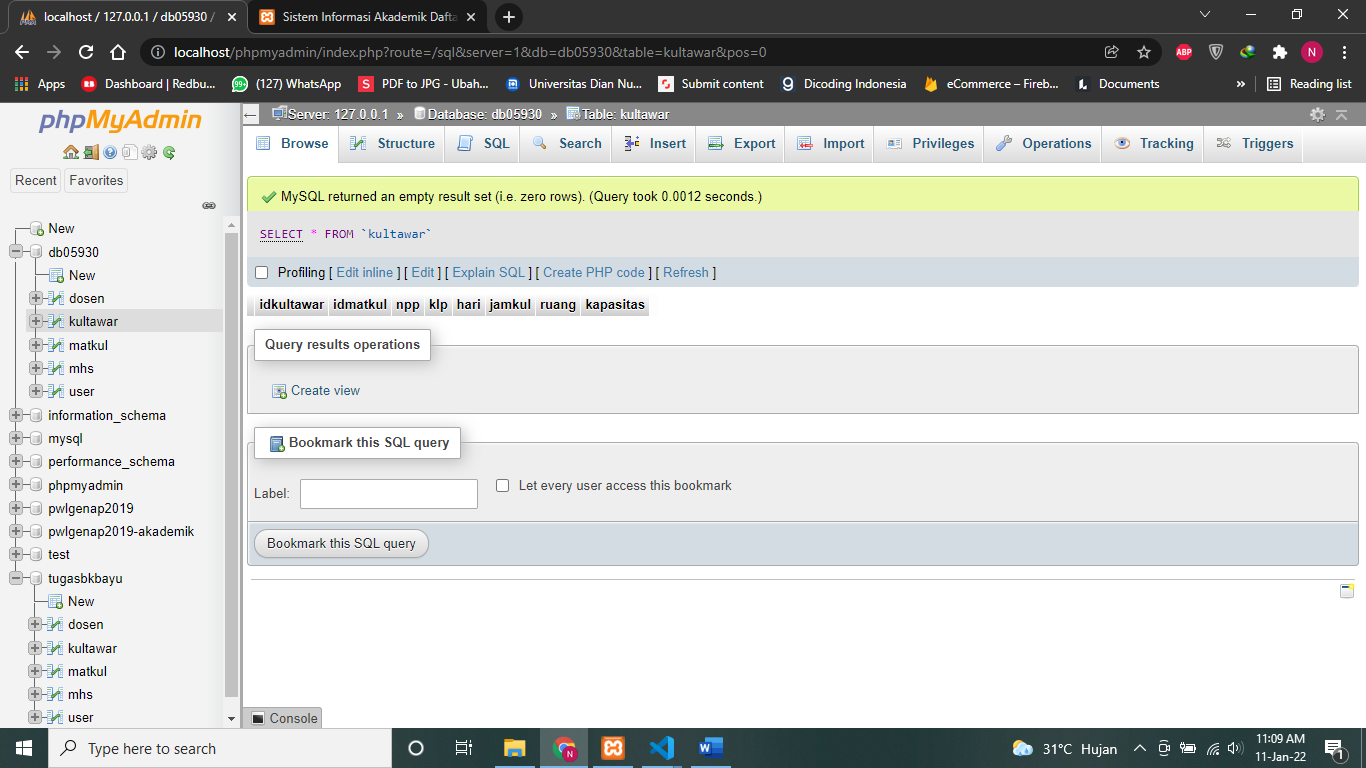 localhost / 127.0.0.1 / db05930 /
Sistem Informasi Akademik Dafta
localhost/phpmyadmin/index.php?route=/sql&server=1&db=db05930&table=kultawar&pos=0
ABP
N
Apps
Dashboard | Redbu...
99+
(127) WhatsApp
S
PDF to JPG - Ubah...
Universitas Dian Nu...
Submit content
Dicoding Indonesia
eCommerce – Fireb...
Documents
»
Reading list
phpMyAdmin
Recent
Favorites
New
db05930
New
dosen
kultawar
matkul
mhs
user
information_schema
mysql
performance_schema
phpmyadmin
pwlgenap2019
pwlgenap2019-akademik
test
tugasbkbayu
New
dosen
kultawar
matkul
mhs
user
Server: 127.0.0.1 » Database: db05930 » Table: kultawar
Browse Structure SQL Search Insert Export Import Privileges Operations Tracking Triggers
MySQL returned an empty result set (i.e. zero rows). (Query took 0.0012 seconds.)
SELECT * FROM `kultawar`
Profiling [ Edit inline ] [ Edit ] [ Explain SQL ] [ Create PHP code ] [ Refresh ]
idkultawar idmatkul npp klp hari jamkul ruang kapasitas
Query results operations
Create view
Bookmark this SQL query
Label:
Let every user access this bookmark
Bookmark this SQL query
Console
Type here to search
N
31°C Hujan
11:09 AM
11-Jan-22
1